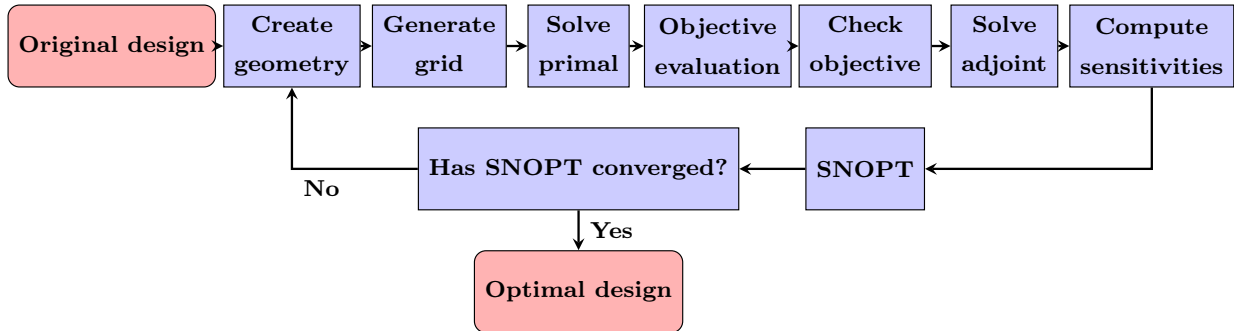 Original design
Create
geometry
Generate
grid
Solve
primal
Objective
evaluation
Check
objective
Solve
adjoint
Compute
sensitivities
Has SNOPT converged?
SNOPT
No
Yes
Optimal design